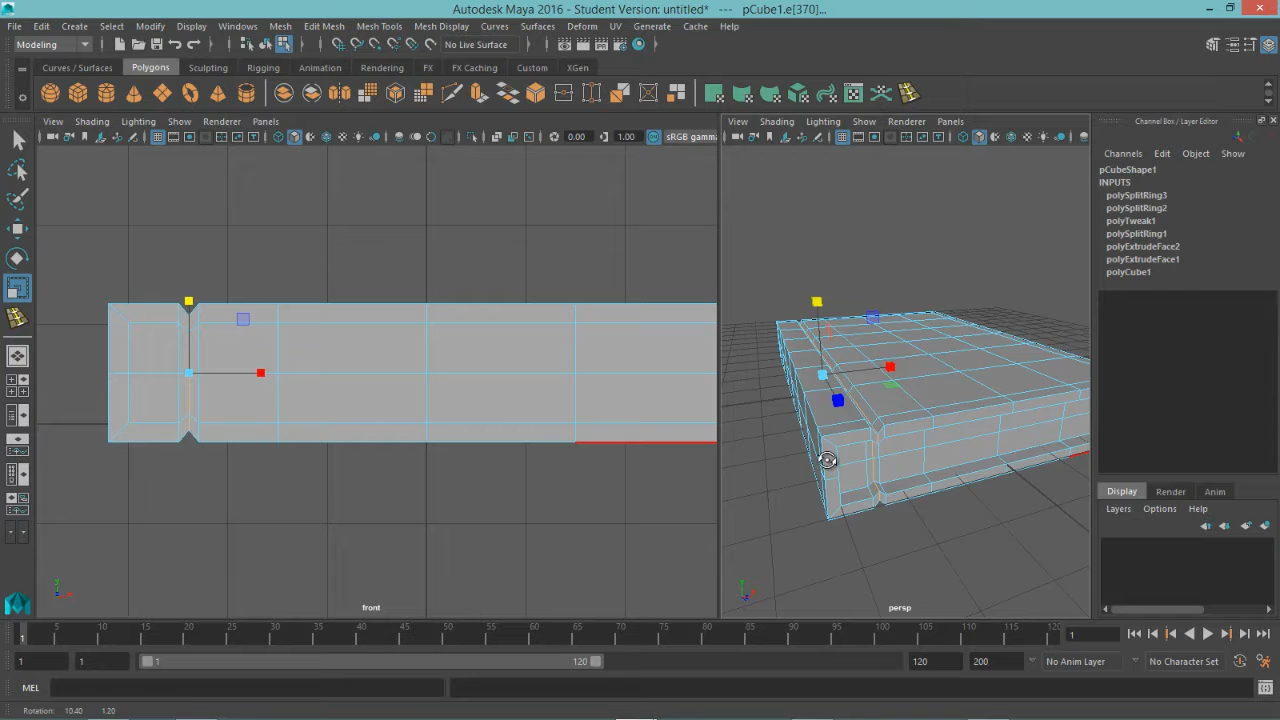 Autodesk Maya 2016 - Student Version: untitled* --- pCube1.e[370]...
File Edit Create Select Modify Display Windows Mesh Edit Mesh Mesh Tools Mesh Display Curves Surfaces Deform UV Generate Cache Help
Modeling No Live Surface
Curves / Surfaces Polygons Sculpting Rigging Animation Rendering FX FX Caching Custom XGen
View Shading Lighting Show Renderer Panels
View Shading Lighting Show Renderer Panels
Channel Box / Layer Editor
0.00 1.00 sRGB gamma
Channels Edit Object Show
pCubeShape1
INPUTS
polySplitRing3
polySplitRing2
polyTweak1
polySplitRing1
polyExtrudeFace2
polyExtrudeFace1
polyCube1
Display Render Anim
Layers Options Help
front
persp
5 10 15 20 25 30 35 40 45 50 55 60 65 70 75 80 85 90 95 100 105 110 115 120
1 1
1 1 1 120 120 200 No Anim Layer No Character Set
MEL
Rotation: 10.40 1.20